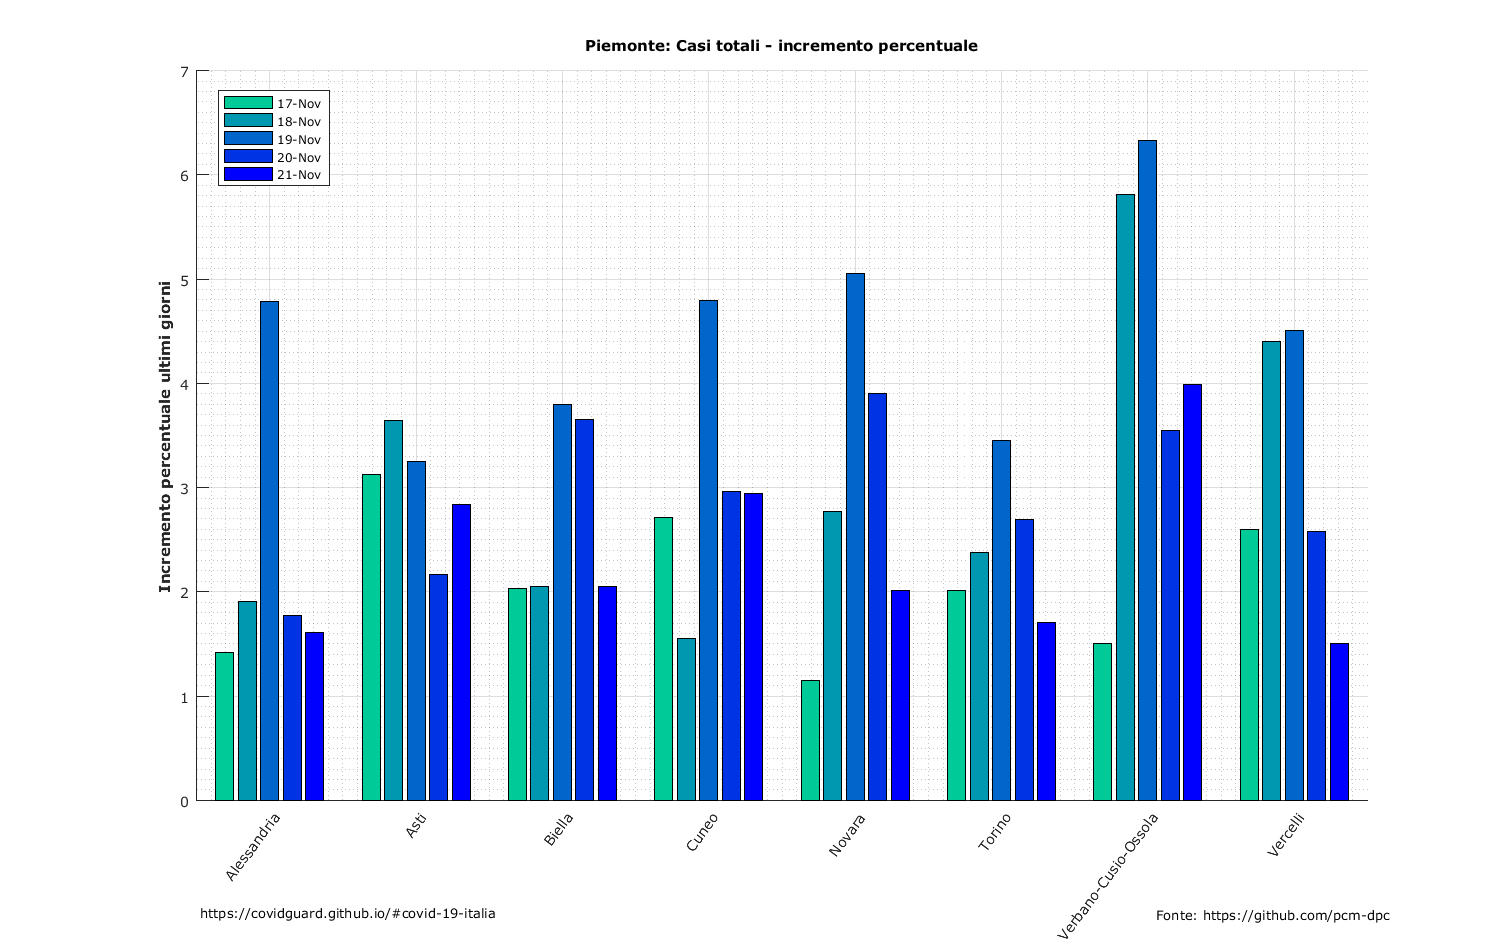 Piemonte: Casi totali - incremento percentuale
7
6
5
4
3
2
1
0
Incremento percentuale ultimi giorni
17-Nov
18-Nov
19-Nov
20-Nov
21-Nov
Alessandria
Asti
Biella
Cuneo
Novara
Torino
Verbano-Cusio-Ossola
Vercelli
https://covidguard.github.io/#covid-19-italia
Fonte: https://github.com/pcm-dpc